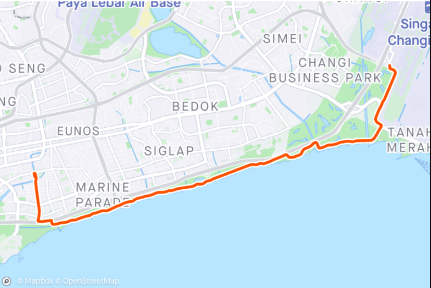 Paya Lebar Air Base
SIMEI
Singa
Changi
CHANGI
BUSINESS PARK
O SENG
NG
BEDOK
EUNOS
SIGLAP
TANAH
MERAH
MARINE
PARADE
© Mapbox © OpenStreetMap